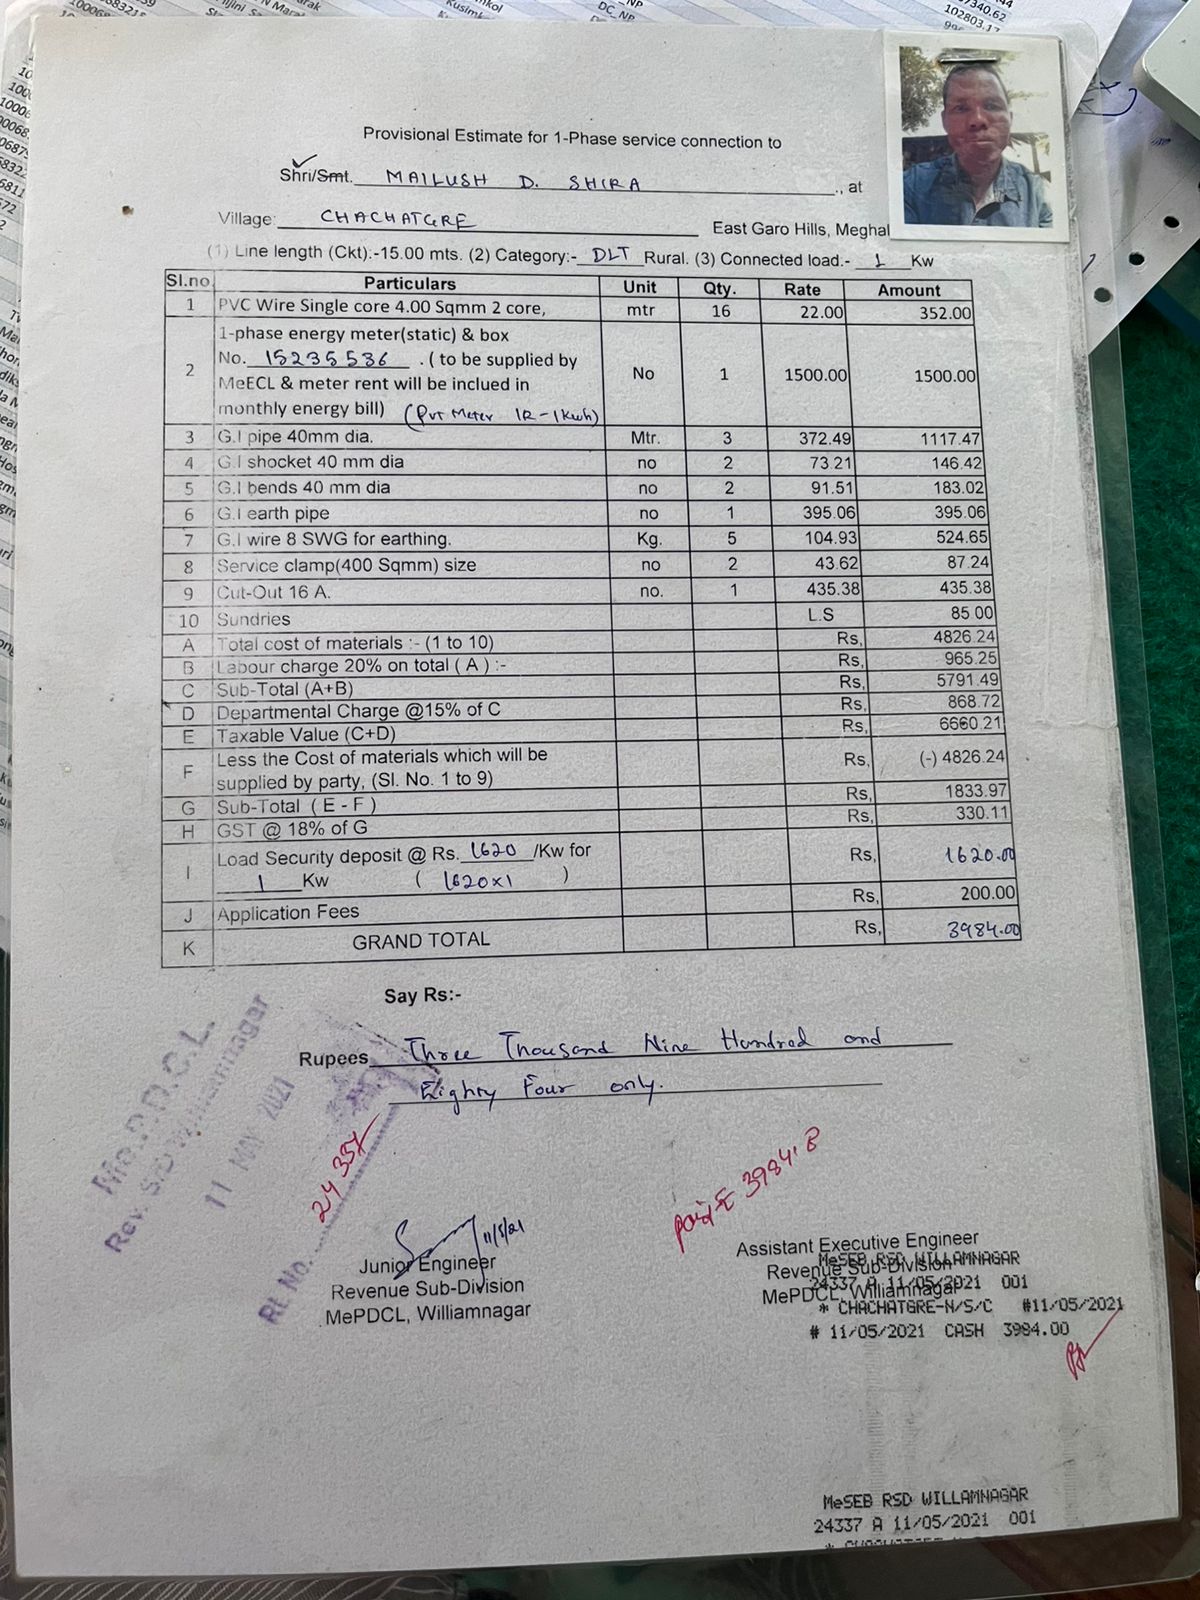 Provisional Estimate for 1-Phase service connection to
Shri/Smt. MAILUSH D. SHIRA ., at
Village: CHACHATGRE East Garo Hills, Meghal
(1) Line length (Ckt):-15.00 mts. (2) Category:- DLT Rural. (3) Connected load:- 1 Kw
Sl.no Particulars Unit Qty. Rate Amount
1 PVC Wire Single core 4.00 Sqmm 2 core, mtr 16 22.00 352.00
1-phase energy meter(static) & box
No. 15235536 .( to be supplied by
2 MeECL & meter rent will be inclued in No 1 1500.00 1500.00
monthly energy bill) (Pvt Meter 1R-1Kwh)
3 G.I pipe 40mm dia. Mtr. 3 372.49 1117.47
4 G.I shocket 40 mm dia no 2 73.21 146.42
5 G.I bends 40 mm dia no 2 91.51 183.02
6 G.I earth pipe no 1 395.06 395.06
7 G.I wire 8 SWG for earthing. Kg. 5 104.93 524.65
8 Service clamp(400 Sqmm) size no 2 43.62 87.24
9 Cut-Out 16 A. no. 1 435.38 435.38
10 Sundries L.S 85.00
A Total cost of materials :- (1 to 10) Rs, 4826.24
B Labour charge 20% on total ( A ) :- Rs, 965.25
C Sub-Total (A+B) Rs, 5791.49
D Departmental Charge @15% of C Rs, 868.72
E Taxable Value (C+D) Rs, 6660.21
F Less the Cost of materials which will be Rs, (-) 4826.24
supplied by party, (Sl. No. 1 to 9)
G Sub-Total ( E - F ) Rs, 1833.97
H GST @ 18% of G Rs, 330.11
I Load Security deposit @ Rs. 1620 /Kw for Rs, 1620.00
1 Kw ( 1620x1 )
J Application Fees Rs, 200.00
K GRAND TOTAL Rs, 3984.00
Say Rs:-
Rupees Three Thousand Nine Hundred and
Eighty Four only.
Me.P.D.C.L.
Rev. S/D Williamnagar
11 MAY 2021
Rt. No.
paid 3984.
11/5/21
Junior Engineer
Revenue Sub-Division
MePDCL, Williamnagar
Assistant Executive Engineer
Revenue Sub-Division
MePDCL, Williamnagar
MeSEB RSD WILLAMNAGAR
24337 A 11/05/2021 001
* CHACHATGRE-N/S/C #11/05/2021
# 11/05/2021 CASH 3984.00
MeSEB RSD WILLAMNAGAR
24337 A 11/05/2021 001